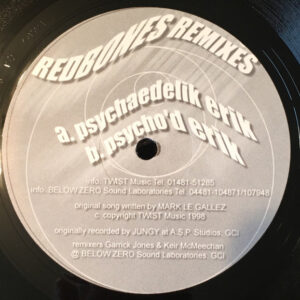 REDBONES REMIXES
a. psychaedelik erik
b. psycho'd erik
info. TWIST Music Tel. 01481-51285
info. BELOW ZERO Sound Laboratories Tel. 04481-104871/107948
original song written by MARK LE GALLEZ
c. copyright TWIST Music 1998
originally recorded by JUNGY at A.S.P. Studios, GCI
remixers Garrick Jones & Keir McMeechan
@ BELOW ZERO Sound Laboratories, GCI